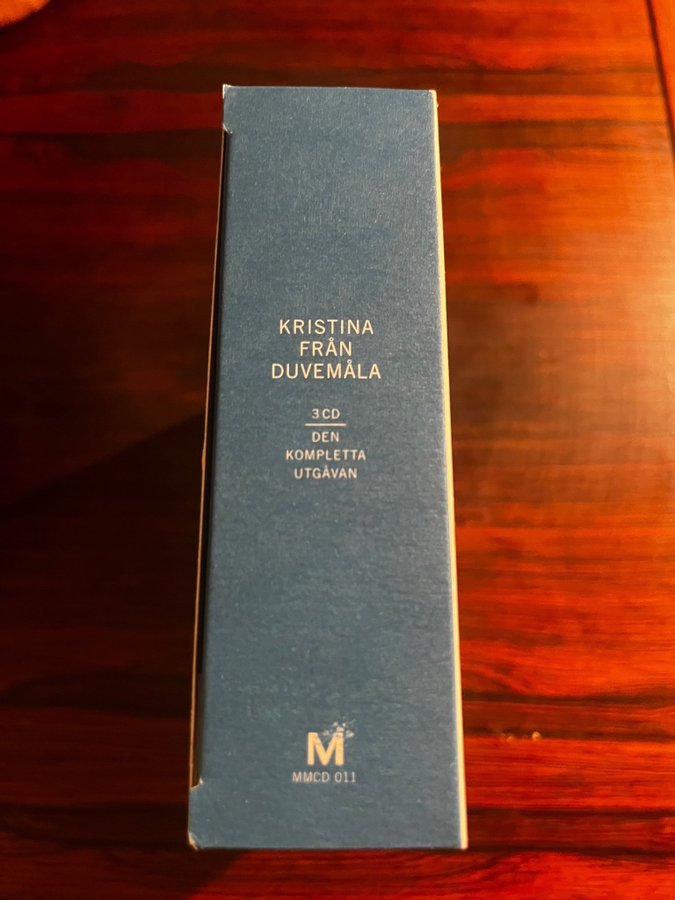 KRISTINA
FRÅN
DUVEMÅLA
3 CD
DEN
KOMPLETTA
UTGÅVAN
M
MMCD 011